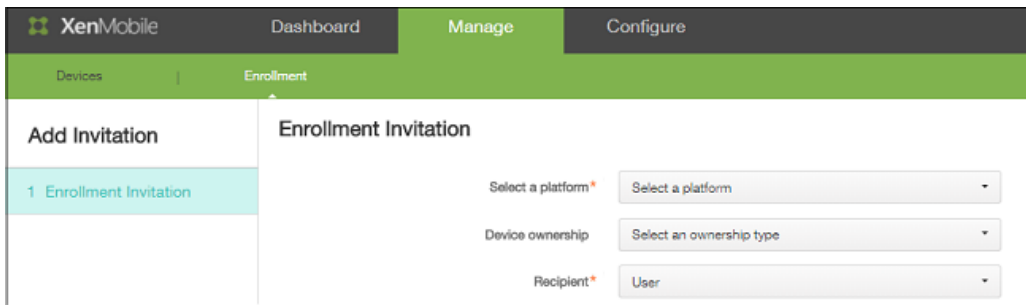 XenMobile Dashboard Manage Configure
Devices | Enrollment
Add Invitation
Enrollment Invitation
1 Enrollment Invitation
Select a platform* Select a platform
Device ownership Select an ownership type
Recipient* User